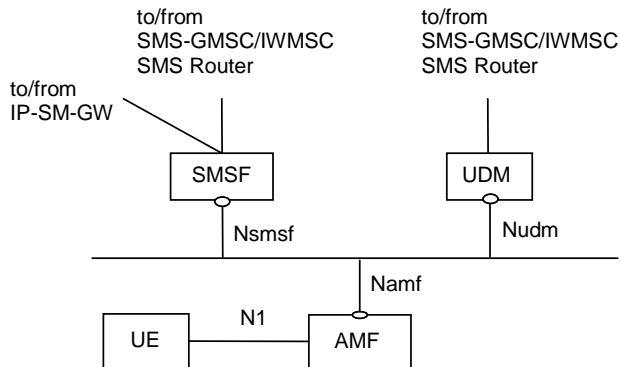 to/from
SMS-GMSC/IWMSC
SMS Router
to/from
SMS-GMSC/IWMSC
SMS Router
to/from
IP-SM-GW
SMSF
UDM
Nsmsf
Nudm
Namf
N1
UE
AMF